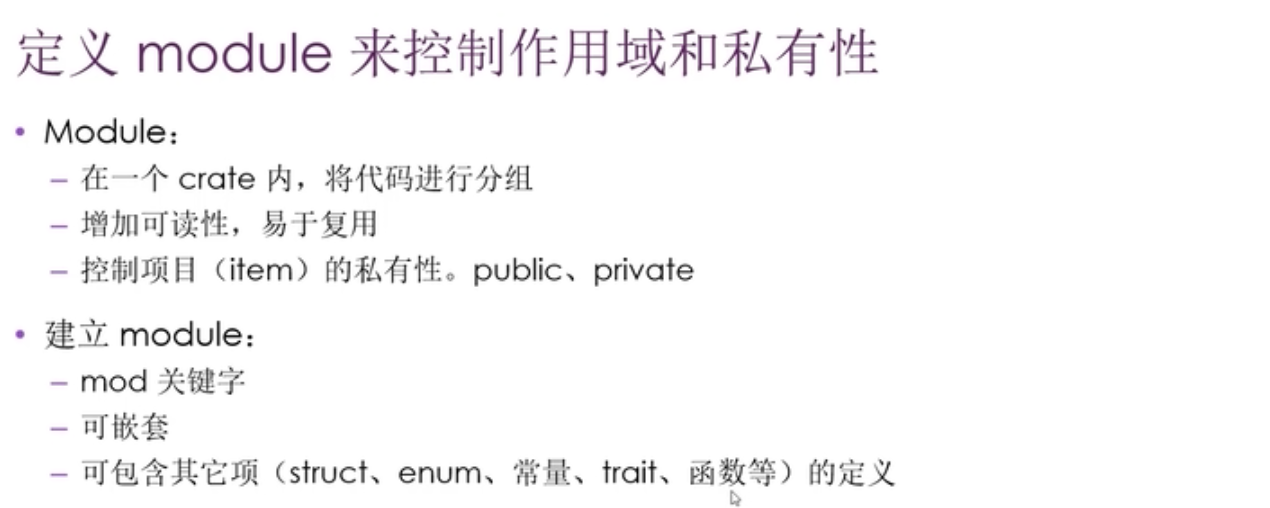 定义 module 来控制作用域和私有性
• Module：
– 在一个 crate 内，将代码进行分组
– 增加可读性，易于复用
– 控制项目（item）的私有性。public、private
• 建立 module：
– mod 关键字
– 可嵌套
– 可包含其它项（struct、enum、常量、trait、函数等）的定义